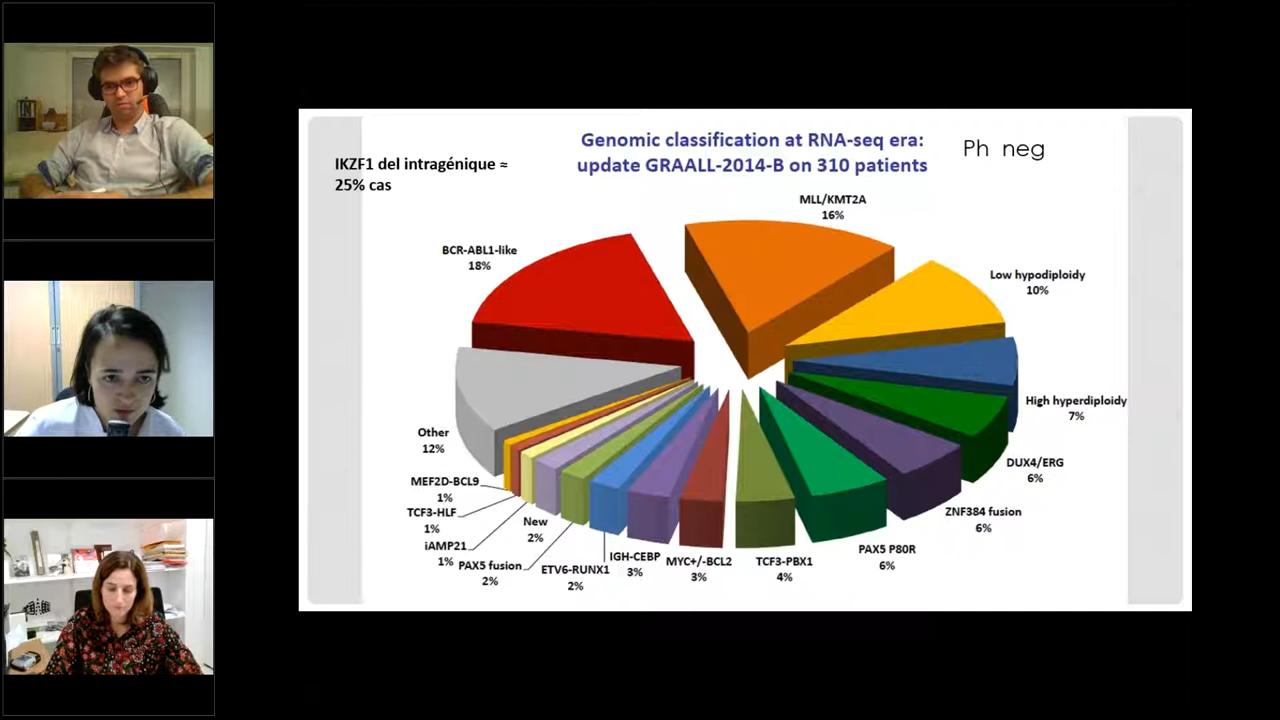 Genomic classification at RNA-seq era:
update GRAALL-2014-B on 310 patients
Ph neg
IKZF1 del intragénique ≈
25% cas
MLL/KMT2A
16%
Low hypodiploidy
10%
High hyperdiploidy
7%
DUX4/ERG
6%
ZNF384 fusion
6%
PAX5 P80R
6%
TCF3-PBX1
4%
MYC+/-BCL2
3%
IGH-CEBP
3%
ETV6-RUNX1
2%
PAX5 fusion
2%
New
2%
iAMP21
1%
TCF3-HLF
1%
MEF2D-BCL9
1%
Other
12%
BCR-ABL1-like
18%